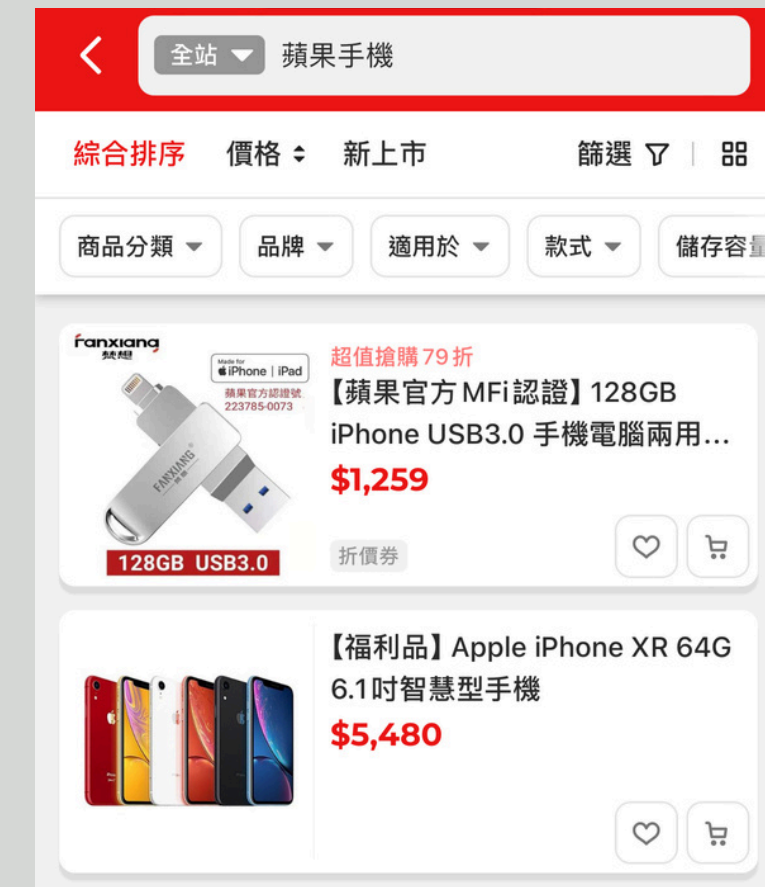 全站
蘋果手機
綜合排序 價格 新上市 篩選
商品分類 品牌 適用於 款式 儲存容量
Fanxiang
梵想
Made for
iPhone | iPad
蘋果官方認證號
223785-0073
FANXIANG
128GB USB3.0
超值搶購79折
【蘋果官方MFi認證】128GB
iPhone USB3.0 手機電腦兩用...
$1,259
折價券
【福利品】Apple iPhone XR 64G
6.1吋智慧型手機
$5,480